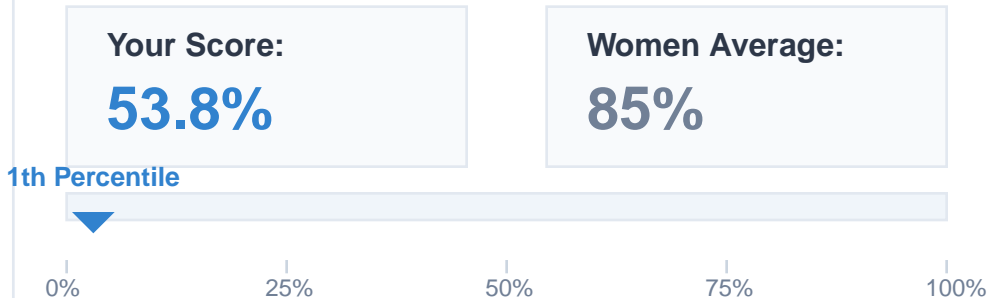 Your Score:
53.8%
Women Average:
85%
1th Percentile
0% 25% 50% 75% 100%